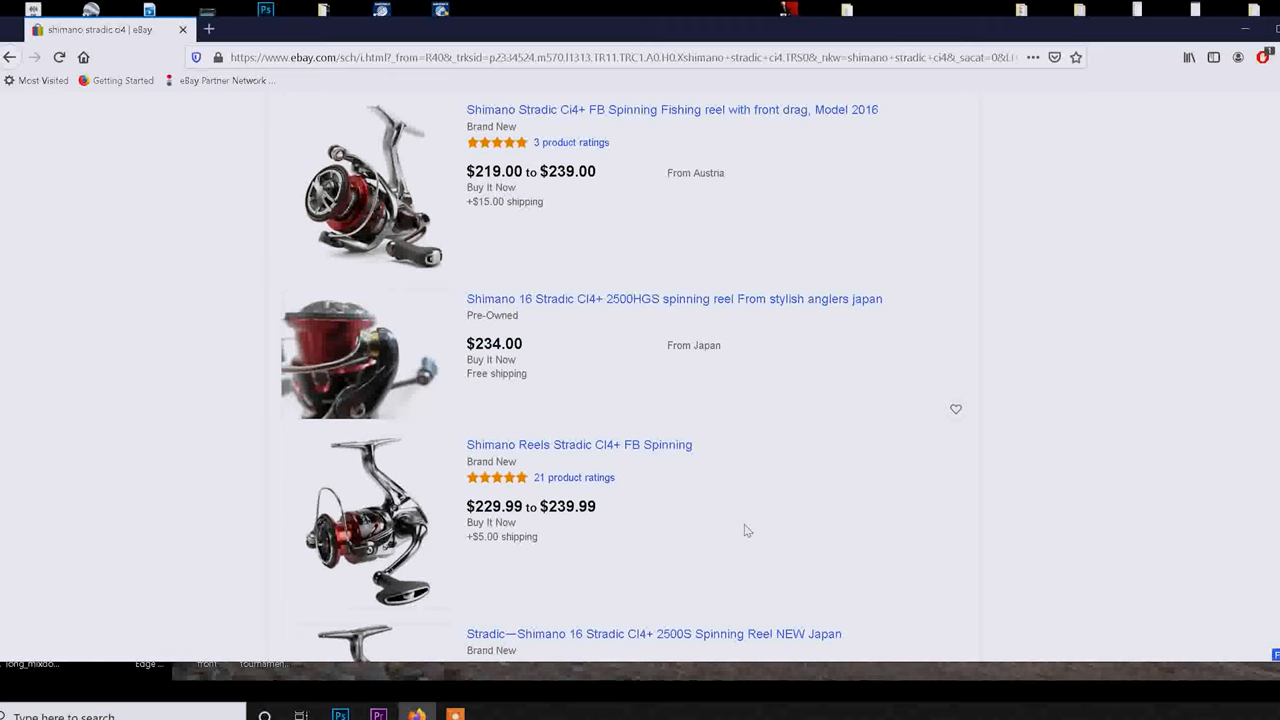 Ps
shimano stradic ci4 | eBay
https://www.ebay.com/sch/i.html?_from=R40&_trksid=p2334524.m570.l1313.TR11.TRC1.A0.H0.Xshimano+stradic+ci4.TRS0&_nkw=shimano+stradic+ci4&_sacat=0&
Most Visited Getting Started eBay Partner Network ...
Shimano Stradic Ci4+ FB Spinning Fishing reel with front drag, Model 2016
Brand New
3 product ratings
$219.00 to $239.00 From Austria
Buy It Now
+$15.00 shipping
Shimano 16 Stradic CI4+ 2500HGS spinning reel From stylish anglers japan
Pre-Owned
$234.00 From Japan
Buy It Now
Free shipping
Shimano Reels Stradic CI4+ FB Spinning
Brand New
21 product ratings
$229.99 to $239.99
Buy It Now
+$5.00 shipping
Stradic—Shimano 16 Stradic CI4+ 2500S Spinning Reel NEW Japan
Brand New
long_mixdo... Edge ... front tournamen...
Type here to search Ps Pr